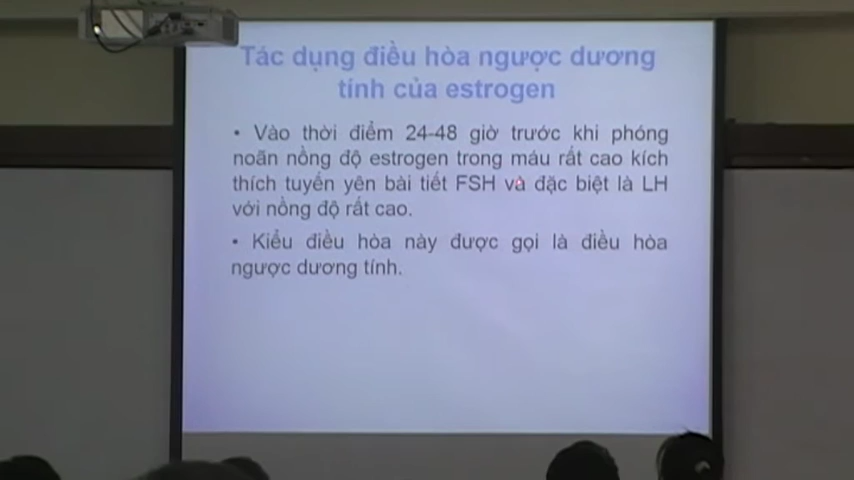 Tác dụng điều hòa ngược dương
tính của estrogen
• Vào thời điểm 24-48 giờ trước khi phóng
noãn nồng độ estrogen trong máu rất cao kích
thích tuyến yên bài tiết FSH và đặc biệt là LH
với nồng độ rất cao.
• Kiểu điều hòa này được gọi là điều hòa
ngược dương tính.